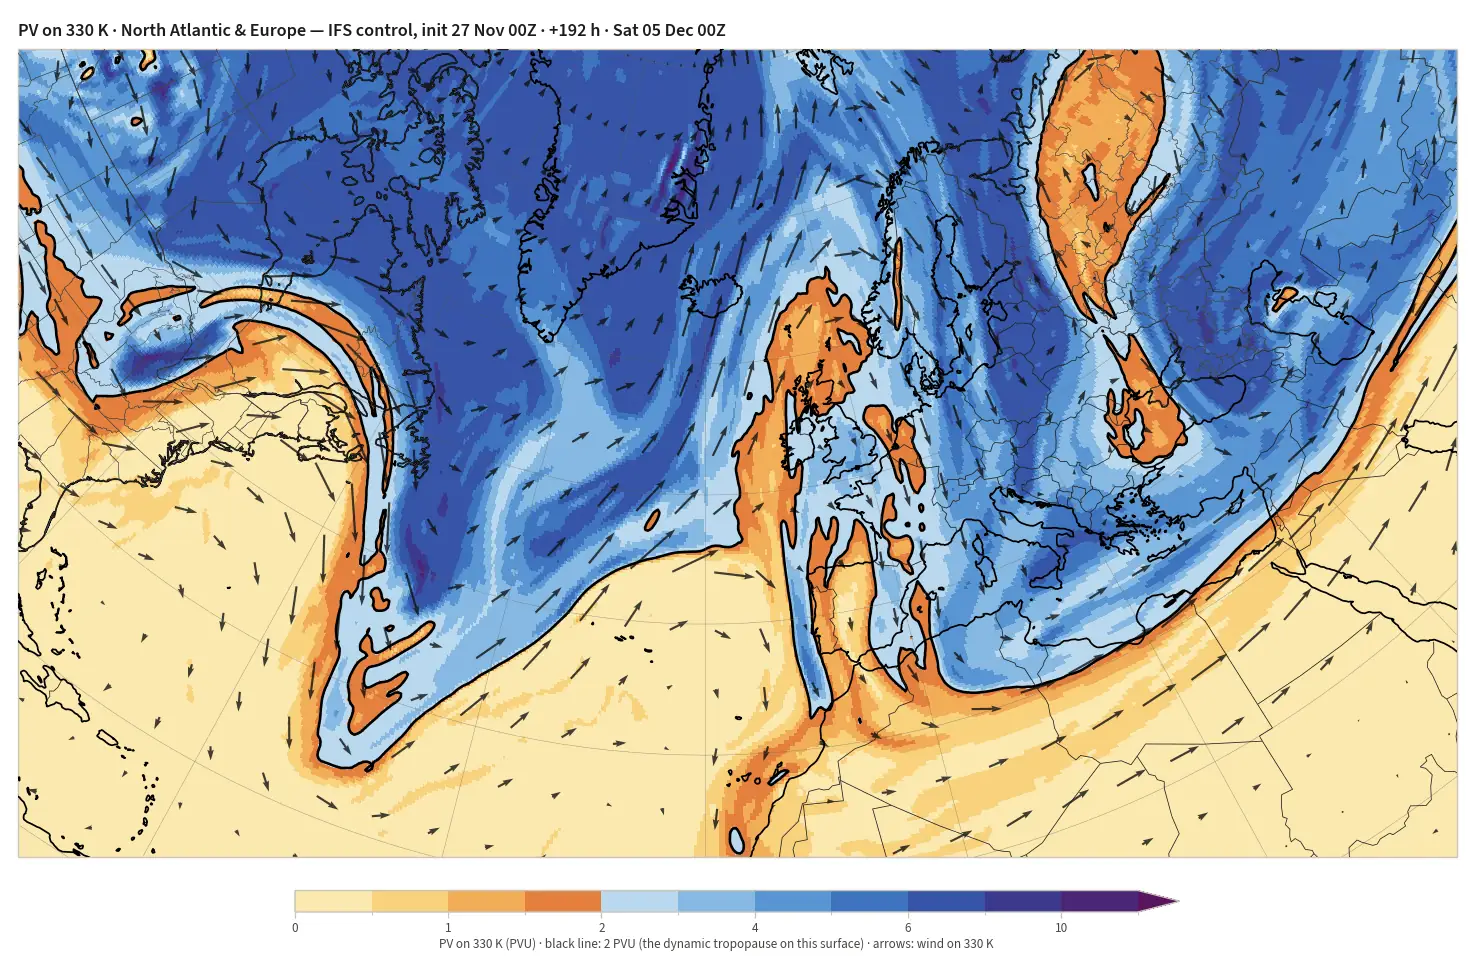 PV on 330 K · North Atlantic & Europe — IFS control, init 27 Nov 00Z · +192 h · Sat 05 Dec 00Z
0 1 2 4 6 10
PV on 330 K (PVU) · black line: 2 PVU (the dynamic tropopause on this surface) · arrows: wind on 330 K